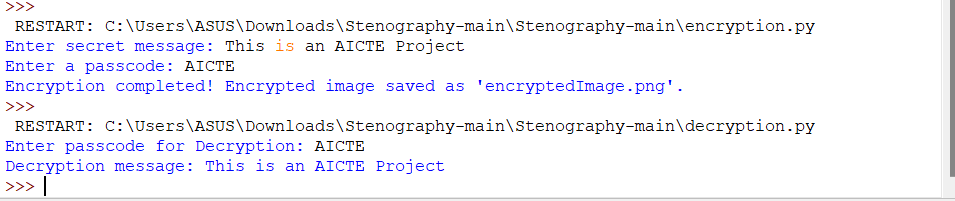 >>>
RESTART: C:\Users\ASUS\Downloads\Stenography-main\Stenography-main\encryption.py
Enter secret message: This is an AICTE Project
Enter a passcode: AICTE
Encryption completed! Encrypted image saved as 'encryptedImage.png'.
>>>
RESTART: C:\Users\ASUS\Downloads\Stenography-main\Stenography-main\decryption.py
Enter passcode for Decryption: AICTE
Decryption message: This is an AICTE Project
>>>